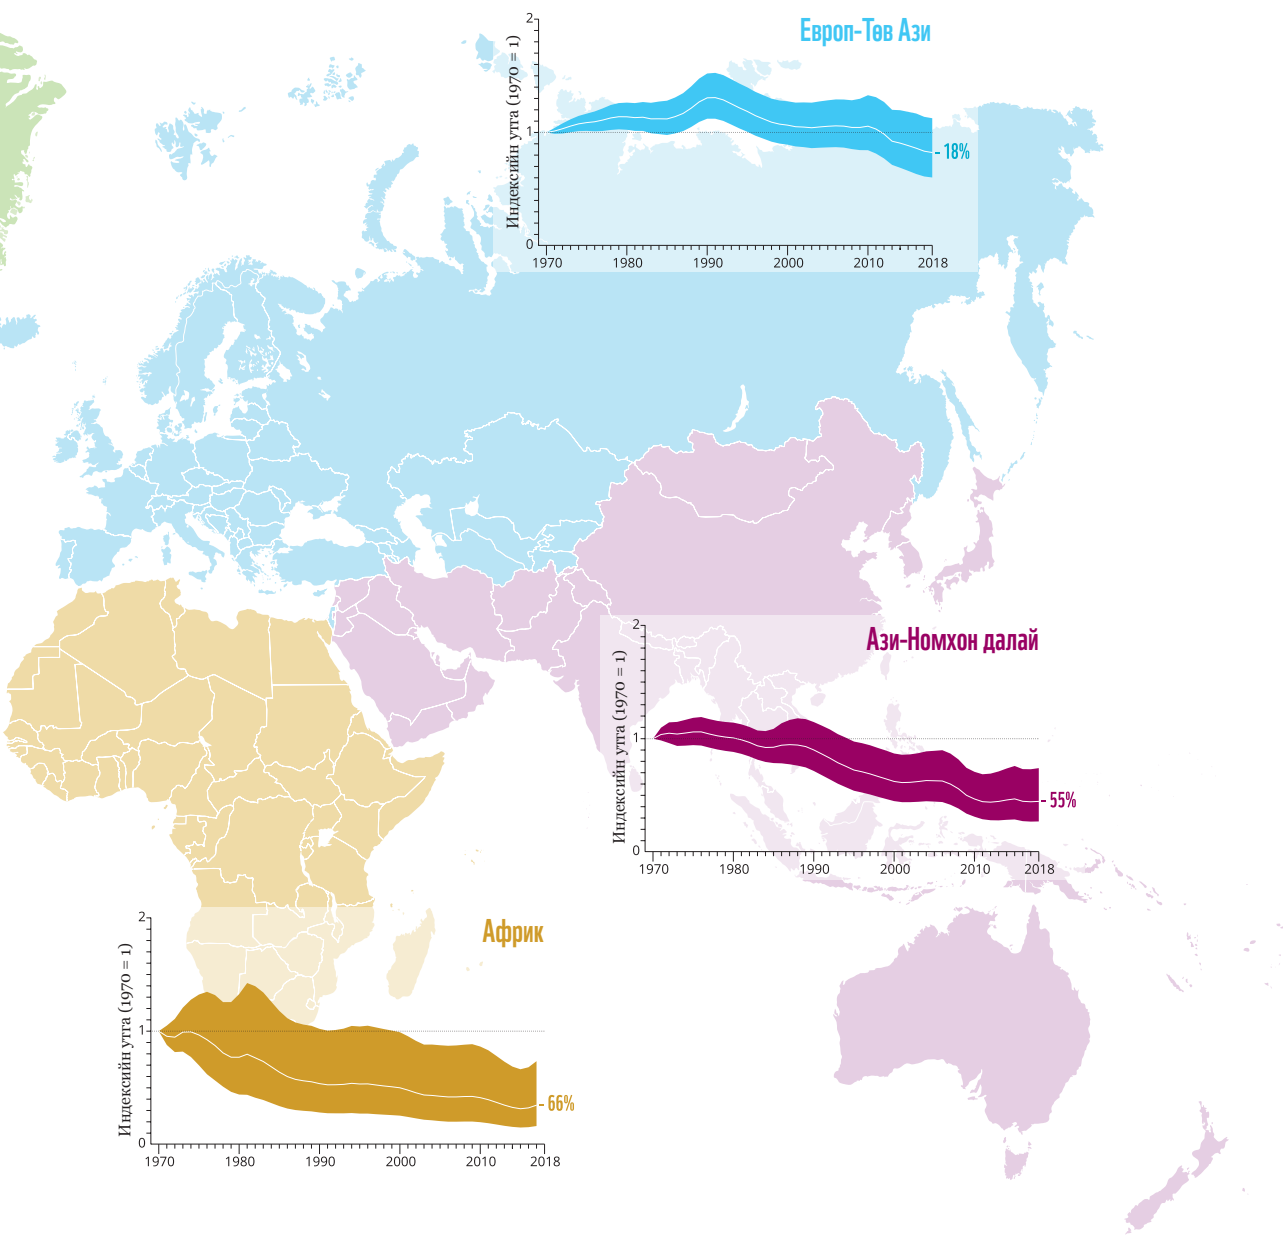 Европ-Төв Ази
Индексийн утга (1970 = 1)
2
1
0
- 18%
1970 1980 1990 2000 2010 2018
Ази-Номхон далай
Индексийн утга (1970 = 1)
2
1
0
- 55%
1970 1980 1990 2000 2010 2018
Африк
Индексийн утга (1970 = 1)
2
1
0
- 66%
1970 1980 1990 2000 2010 2018